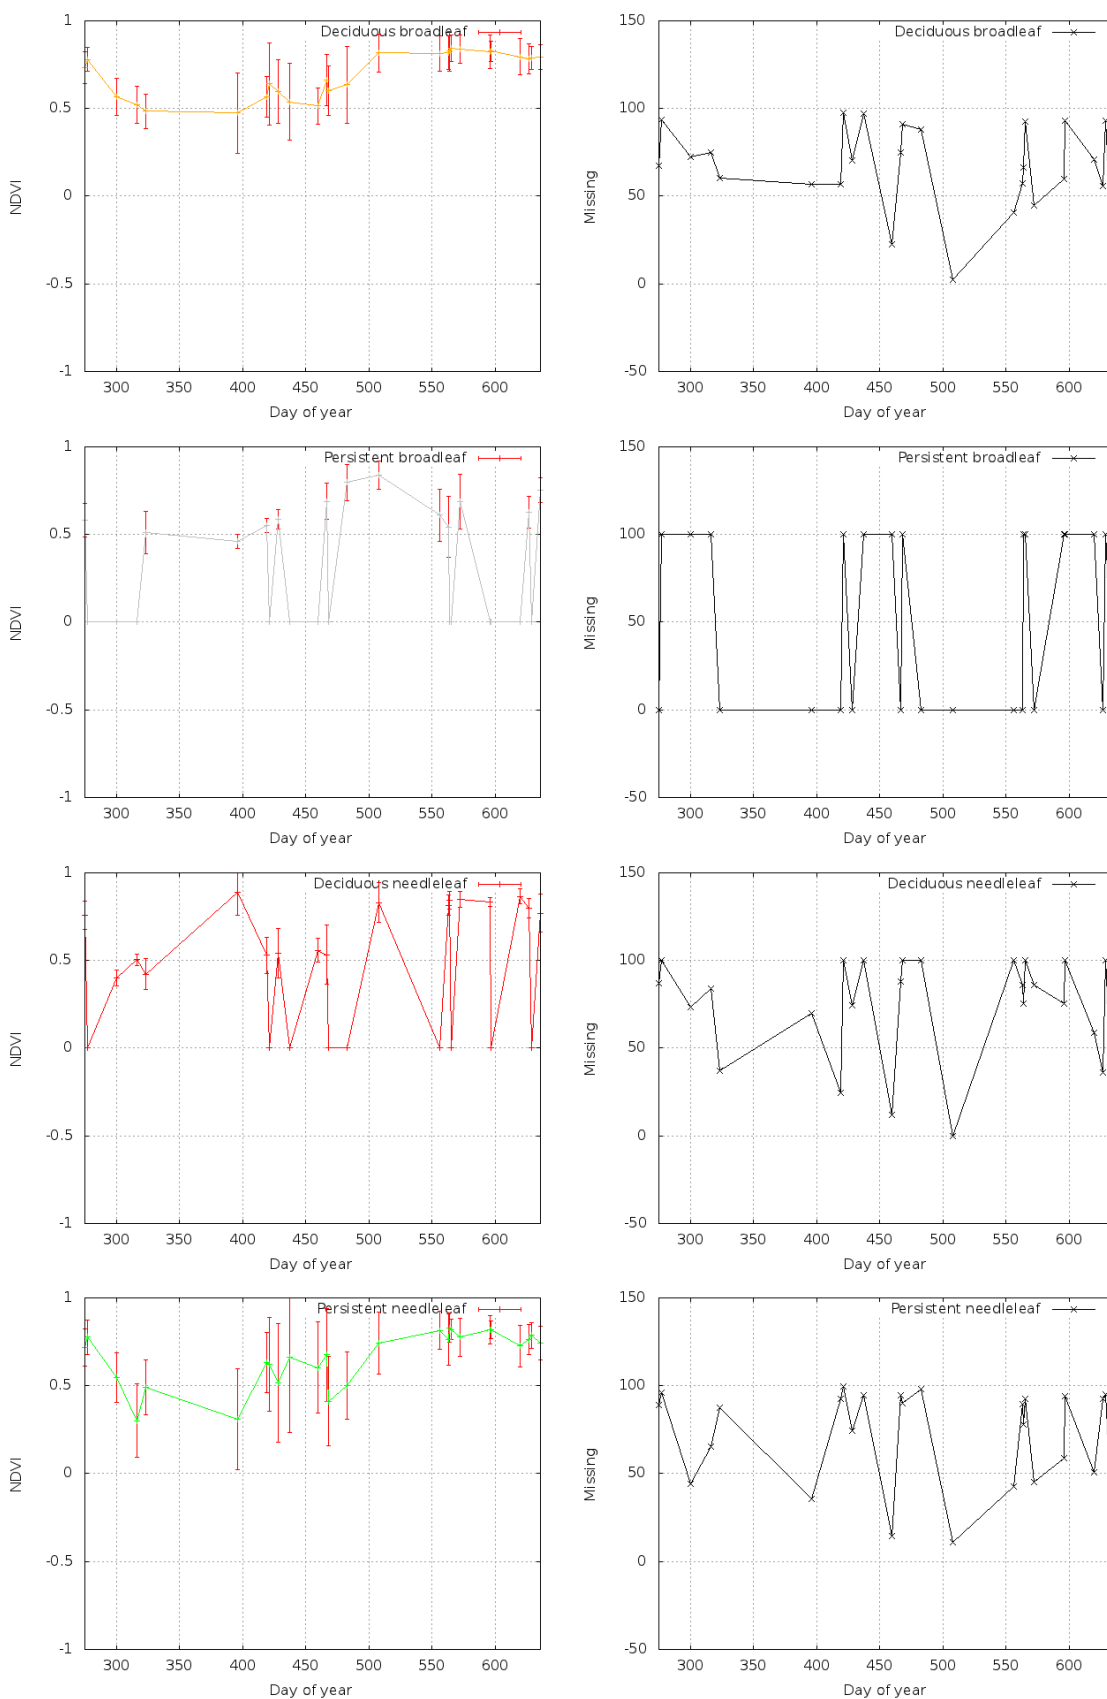 1
0.5
0
-0.5
-1
NDVI
Deciduous broadleaf
300 350 400 450 500 550 600
Day of year
150
100
50
0
-50
Missing
Deciduous broadleaf
300 350 400 450 500 550 600
Day of year
1
0.5
0
-0.5
-1
NDVI
Persistent broadleaf
300 350 400 450 500 550 600
Day of year
150
100
50
0
-50
Missing
Persistent broadleaf
300 350 400 450 500 550 600
Day of year
1
0.5
0
-0.5
-1
NDVI
Deciduous needleleaf
300 350 400 450 500 550 600
Day of year
150
100
50
0
-50
Missing
Deciduous needleleaf
300 350 400 450 500 550 600
Day of year
1
0.5
0
-0.5
-1
NDVI
Persistent needleleaf
300 350 400 450 500 550 600
Day of year
150
100
50
0
-50
Missing
Persistent needleleaf
300 350 400 450 500 550 600
Day of year